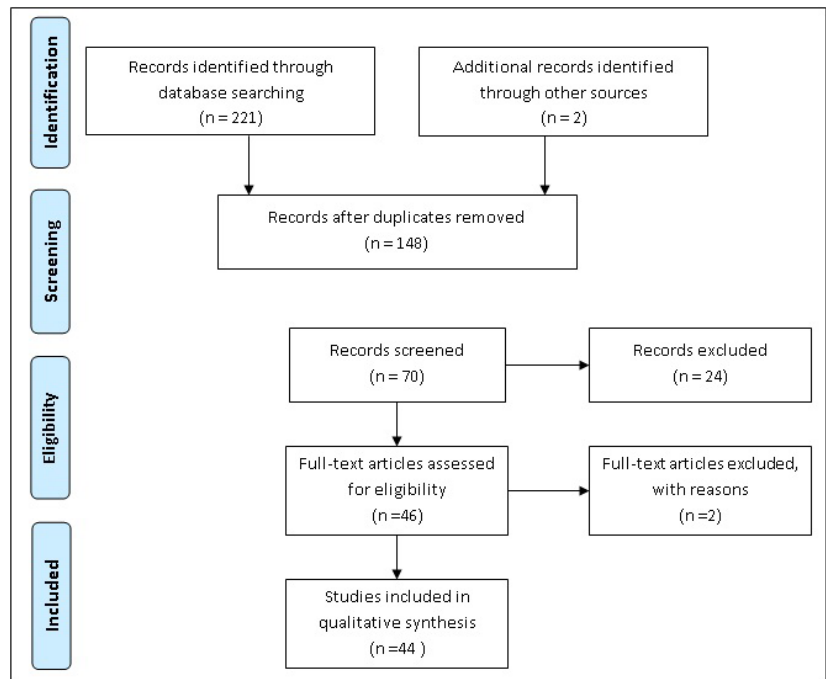 Identification
Records identified through
database searching
(n = 221)
Additional records identified
through other sources
(n = 2)
Screening
Records after duplicates removed
(n = 148)
Eligibility
Records screened
(n = 70)
Records excluded
(n = 24)
Full-text articles assessed
for eligibility
(n =46)
Full-text articles excluded,
with reasons
(n =2)
Included
Studies included in
qualitative synthesis
(n =44 )